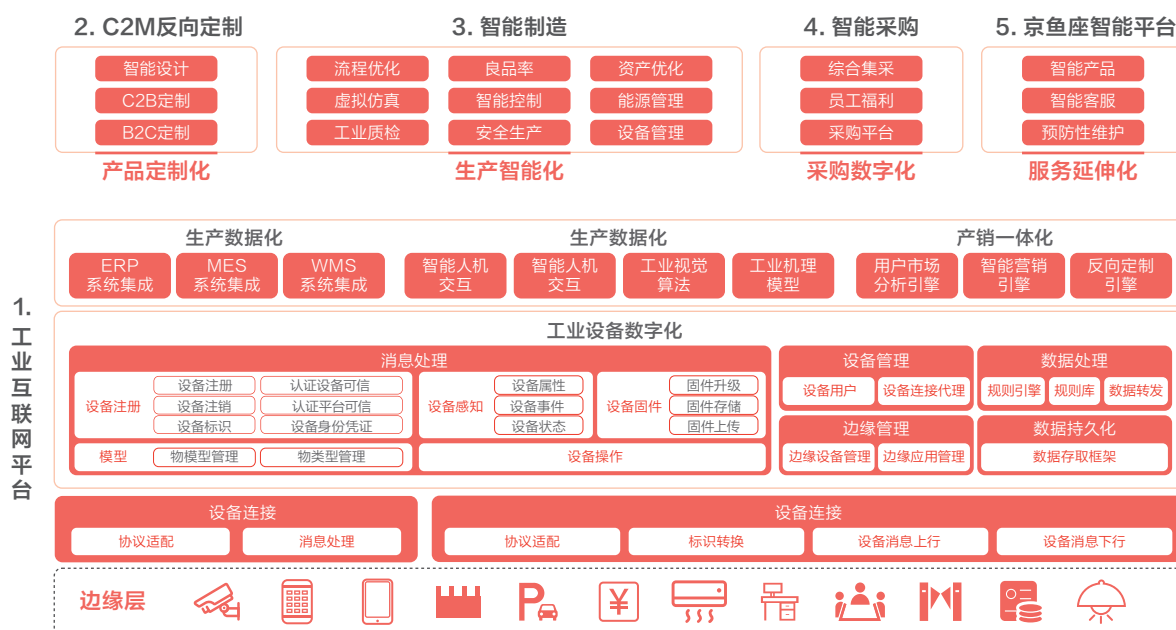 2. C2M反向定制
智能设计
C2B定制
B2C定制
产品定制化
3. 智能制造
流程优化 良品率 资产优化
虚拟仿真 智能控制 能源管理
工业质检 安全生产 设备管理
生产智能化
4. 智能采购
综合集采
员工福利
采购平台
采购数字化
5. 京鱼座智能平台
智能产品
智能客服
预防性维护
服务延伸化
1.
工
业
互
联
网
平
台
生产数据化
ERP
系统集成
MES
系统集成
WMS
系统集成
生产数据化
智能人机
交互
智能人机
交互
工业视觉
算法
工业机理
模型
产销一体化
用户市场
分析引擎
智能营销
引擎
反向定制
引擎
工业设备数字化
消息处理
设备注册
设备注册 认证设备可信
设备注销 认证平台可信
设备标识 设备身份凭证
设备感知
设备属性
设备事件
设备状态
设备固件
固件升级
固件存储
固件上传
模型 物模型管理 物类型管理
设备操作
设备管理
设备用户 设备连接代理
数据处理
规则引擎 规则库 数据转发
边缘管理
边缘设备管理 边缘应用管理
数据持久化
数据存取框架
设备连接
协议适配 消息处理
设备连接
协议适配 标识转换 设备消息上行 设备消息下行
边缘层
P
¥